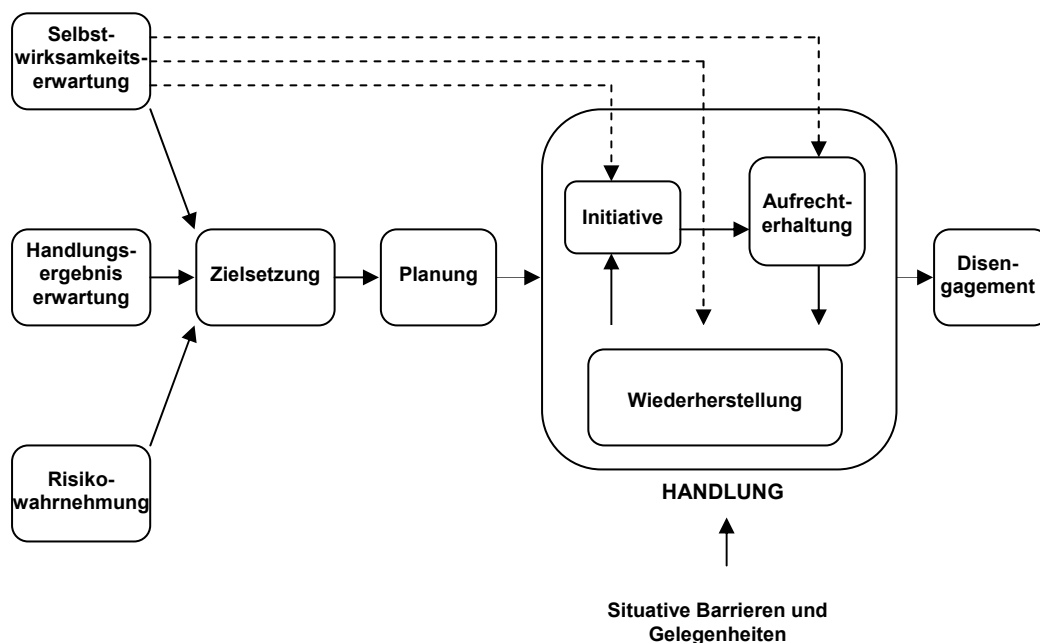 Selbst-
wirksamkeits-
erwartung
Initiative
Aufrecht-
erhaltung
Handlungs-
ergebnis
erwartung
Zielsetzung
Planung
Disen-
gagement
Wiederherstellung
Risiko-
wahrnehmung
HANDLUNG
Situative Barrieren und
Gelegenheiten